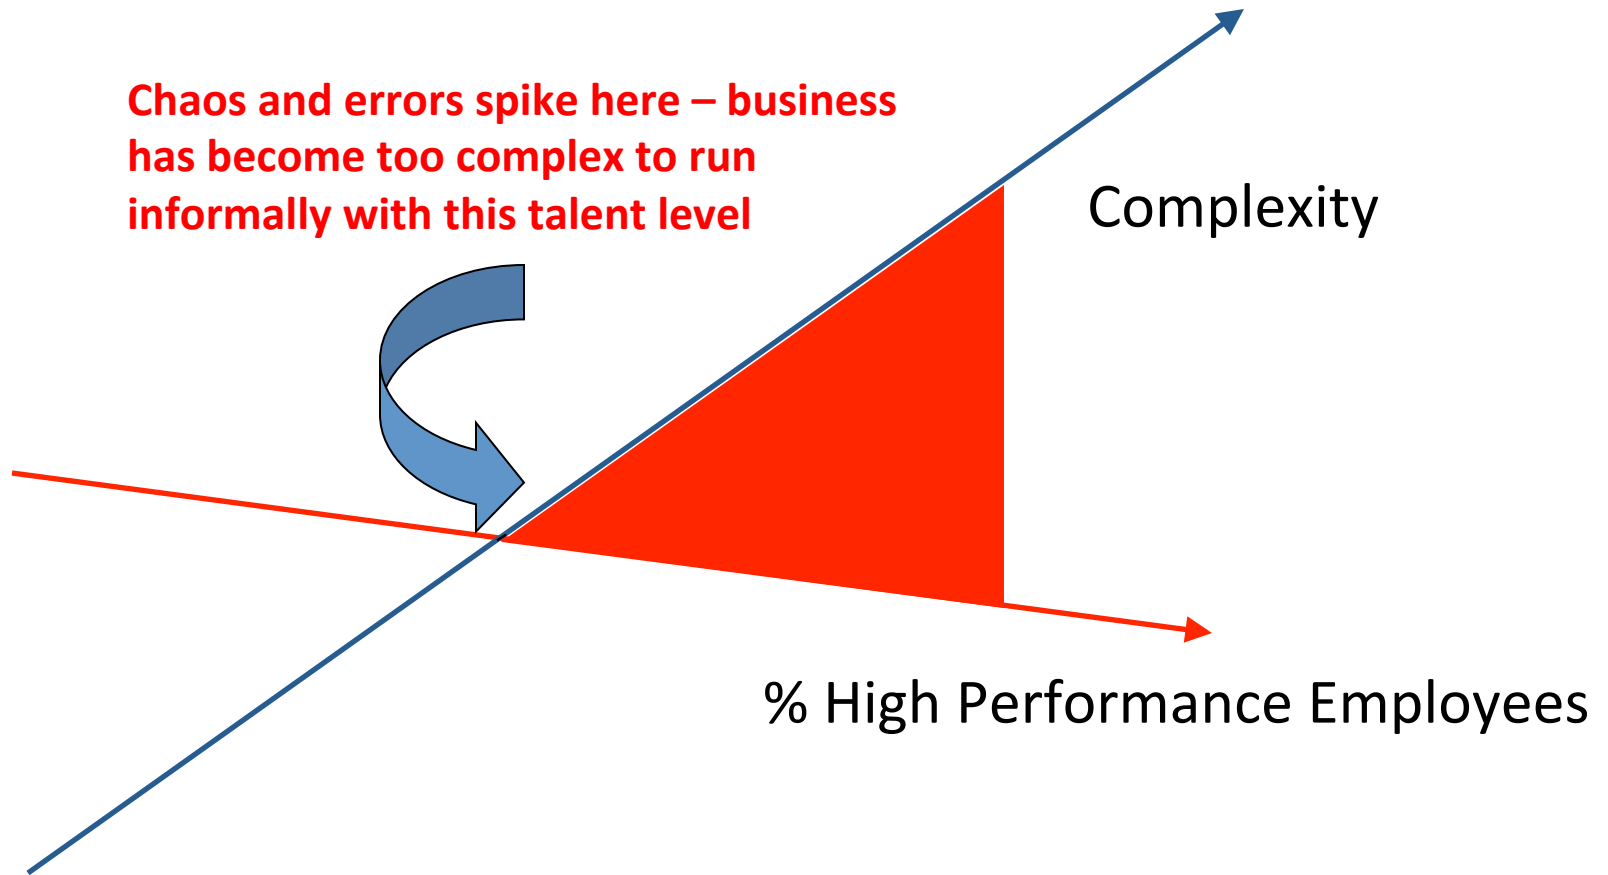 Chaos and errors spike here – business
has become too complex to run
informally with this talent level
Complexity
% High Performance Employees